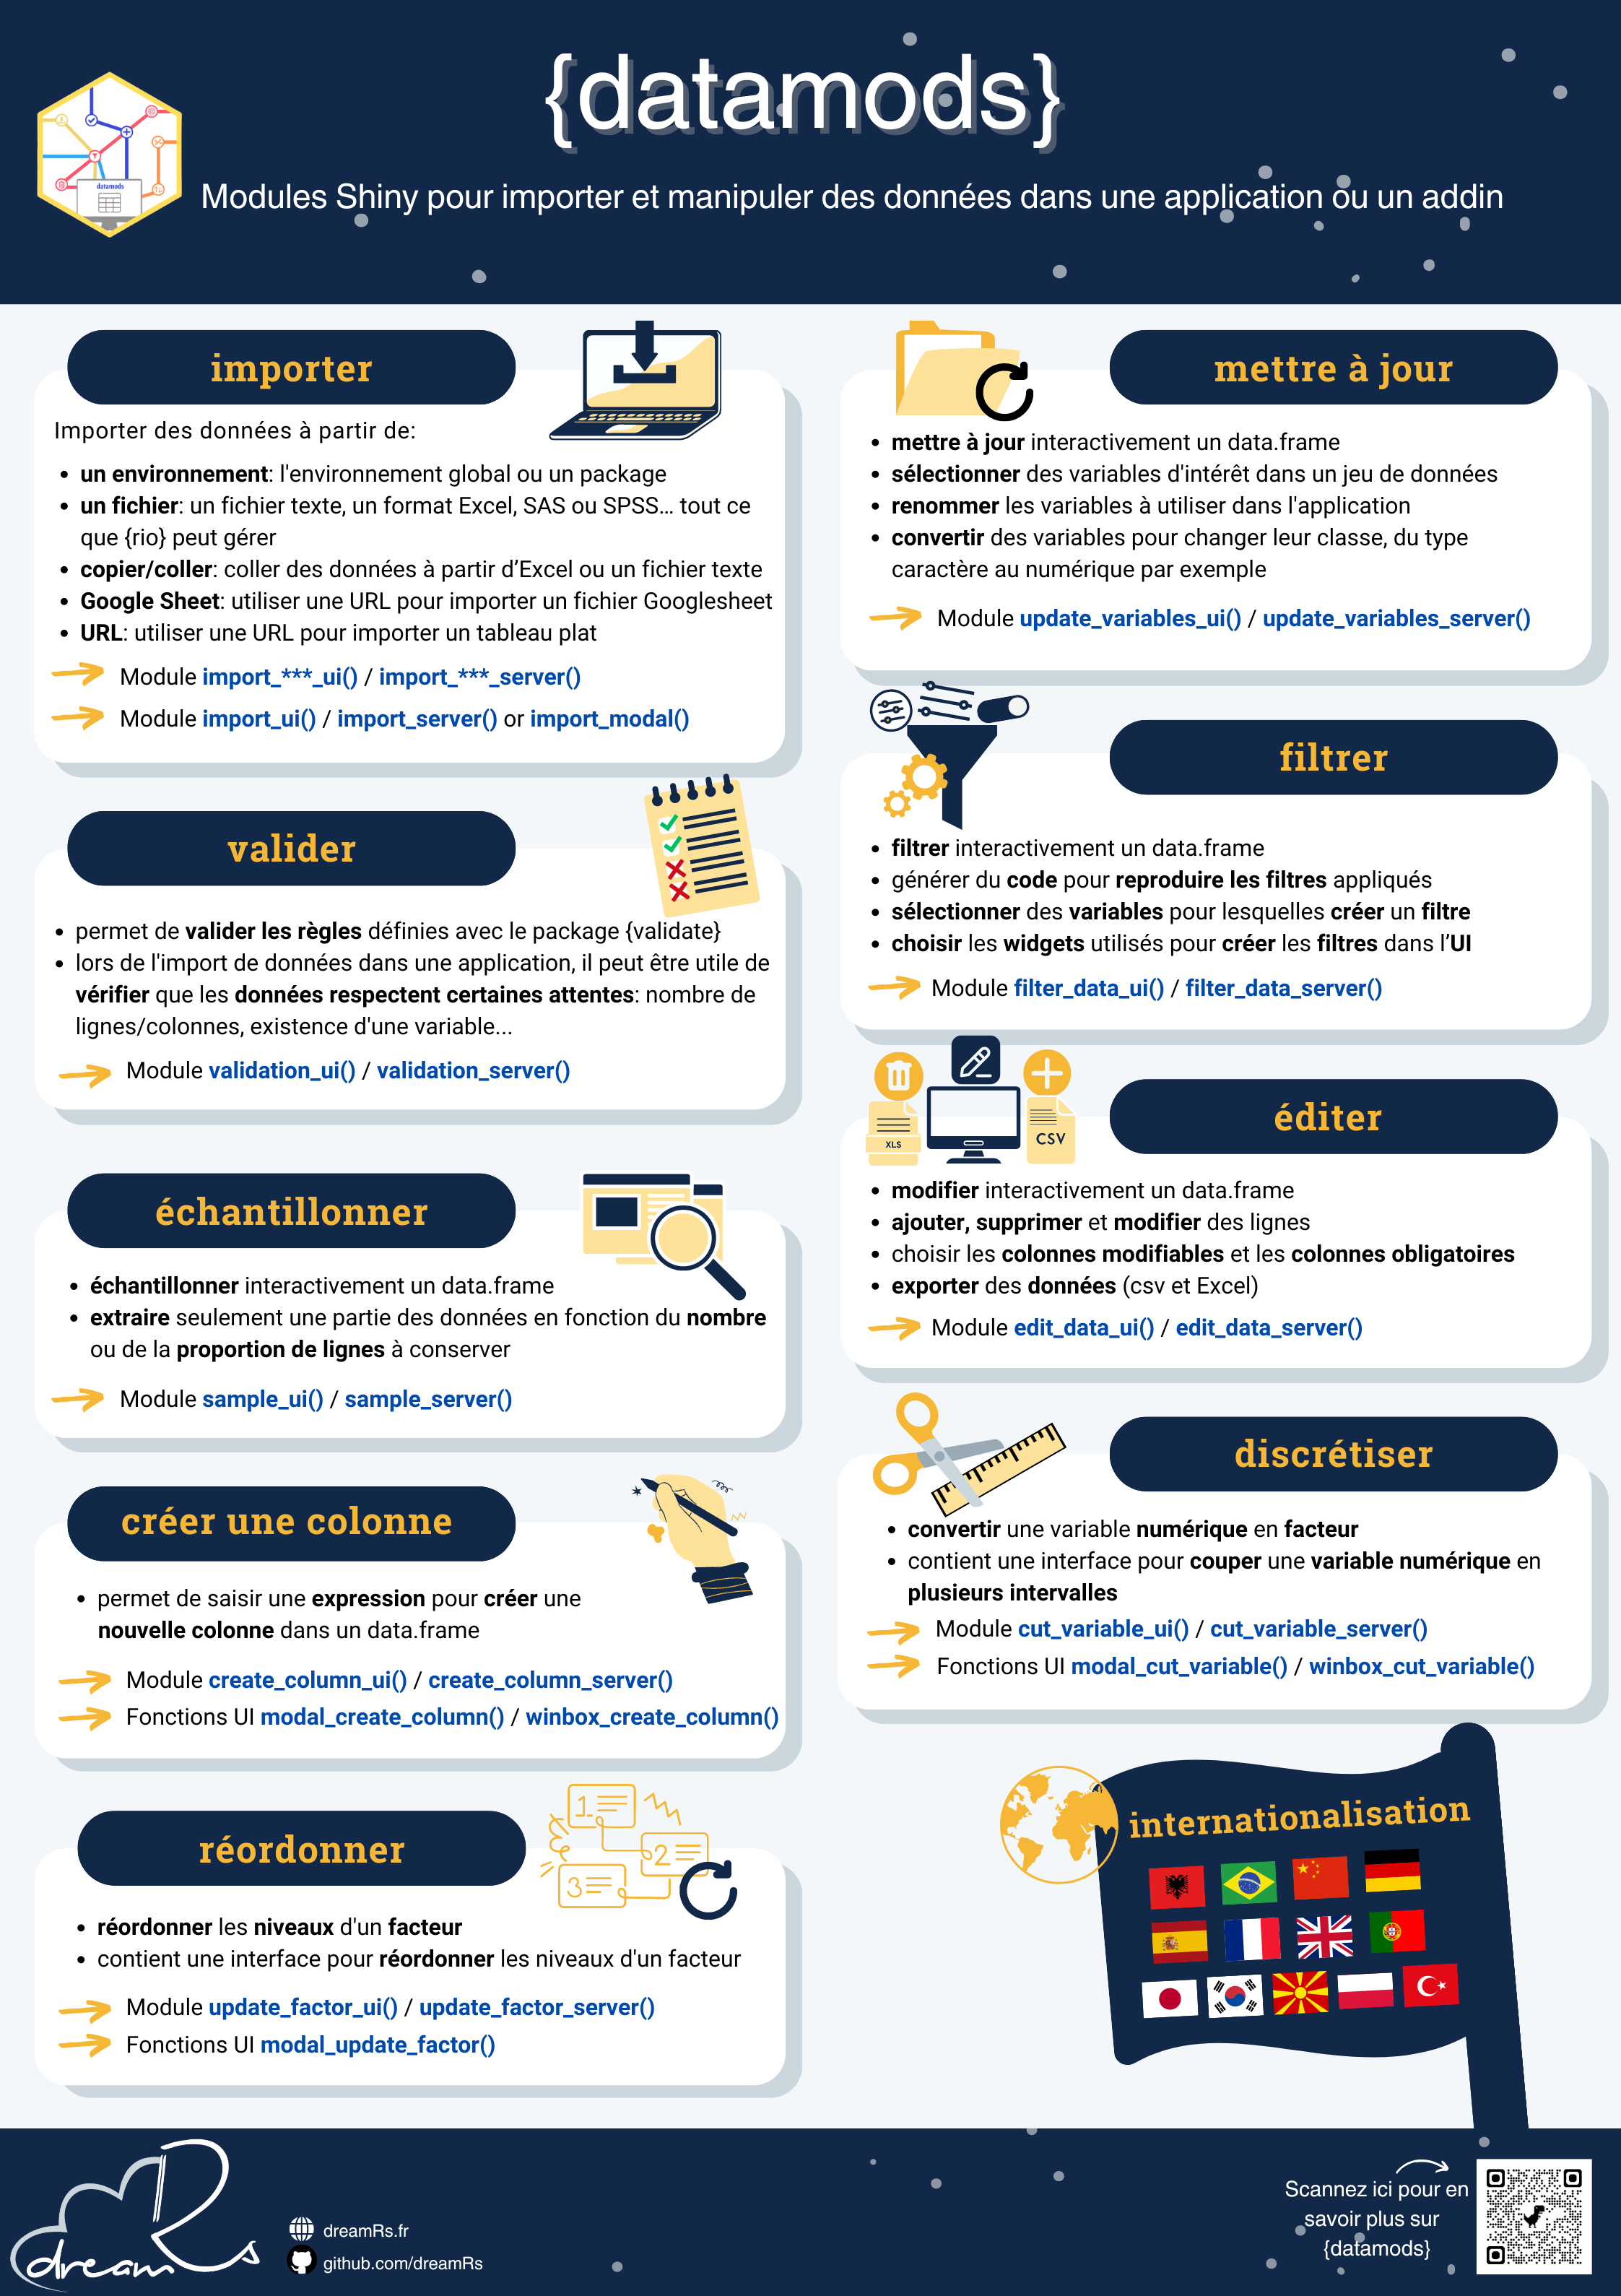 {datamods}
datamods
Modules Shiny pour importer et manipuler des données dans une application ou un addin
importer
Importer des données à partir de:
• un environnement: l'environnement global ou un package
• un fichier: un fichier texte, un format Excel, SAS ou SPSS... tout ce
que {rio} peut gérer
• copier/coller: coller des données à partir d’Excel ou un fichier texte
• Google Sheet: utiliser une URL pour importer un fichier Googlesheet
• URL: utiliser une URL pour importer un tableau plat
Module import_***_ui() / import_***_server()
Module import_ui() / import_server() or import_modal()
valider
• permet de valider les règles définies avec le package {validate}
• lors de l'import de données dans une application, il peut être utile de
vérifier que les données respectent certaines attentes: nombre de
lignes/colonnes, existence d'une variable...
Module validation_ui() / validation_server()
échantillonner
• échantillonner interactivement un data.frame
• extraire seulement une partie des données en fonction du nombre
ou de la proportion de lignes à conserver
Module sample_ui() / sample_server()
créer une colonne
• permet de saisir une expression pour créer une
nouvelle colonne dans un data.frame
Module create_column_ui() / create_column_server()
Fonctions UI modal_create_column() / winbox_create_column()
réordonner
1.
2
3
• réordonner les niveaux d'un facteur
• contient une interface pour réordonner les niveaux d'un facteur
Module update_factor_ui() / update_factor_server()
Fonctions UI modal_update_factor()
mettre à jour
• mettre à jour interactivement un data.frame
• sélectionner des variables d'intérêt dans un jeu de données
• renommer les variables à utiliser dans l'application
• convertir des variables pour changer leur classe, du type
caractère au numérique par exemple
Module update_variables_ui() / update_variables_server()
filtrer
• filtrer interactivement un data.frame
• générer du code pour reproduire les filtres appliqués
• sélectionner des variables pour lesquelles créer un filtre
• choisir les widgets utilisés pour créer les filtres dans l’UI
Module filter_data_ui() / filter_data_server()
éditer
XLS
CSV
• modifier interactivement un data.frame
• ajouter, supprimer et modifier des lignes
• choisir les colonnes modifiables et les colonnes obligatoires
• exporter des données (csv et Excel)
Module edit_data_ui() / edit_data_server()
discrétiser
• convertir une variable numérique en facteur
• contient une interface pour couper une variable numérique en
plusieurs intervalles
Module cut_variable_ui() / cut_variable_server()
Fonctions UI modal_cut_variable() / winbox_cut_variable()
internationalisation
dreamRs
dreamRs.fr
github.com/dreamRs
Scannez ici pour en
savoir plus sur
{datamods}